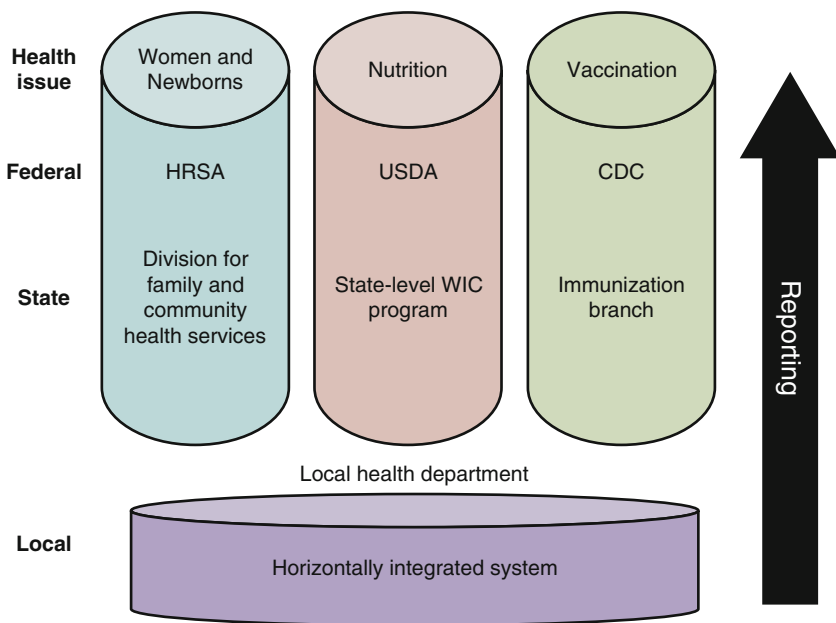 Health
issue
Women and
Newborns
Nutrition
Vaccination
Federal
HRSA
USDA
CDC
State
Division for
family and
community
health services
State-level WIC
program
Immunization
branch
Reporting
Local health department
Local
Horizontally integrated system